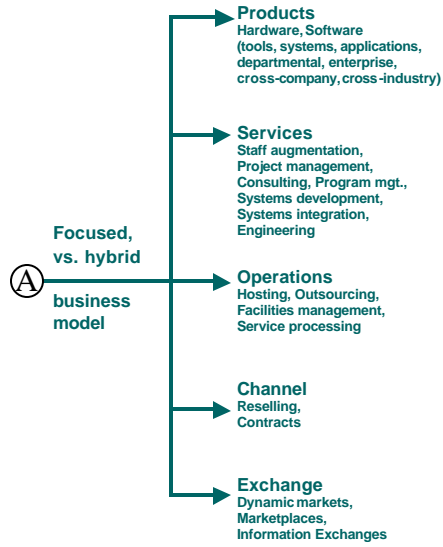 Products
Hardware, Software
(tools, systems, applications,
departmental, enterprise,
cross-company, cross-industry)
Services
Staff augmentation,
Project management,
Consulting, Program mgt.,
Systems development,
Systems integration,
Engineering
Focused,
vs. hybrid
A
business
model
Operations
Hosting, Outsourcing,
Facilities management,
Service processing
Channel
Reselling,
Contracts
Exchange
Dynamic markets,
Marketplaces,
Information Exchanges